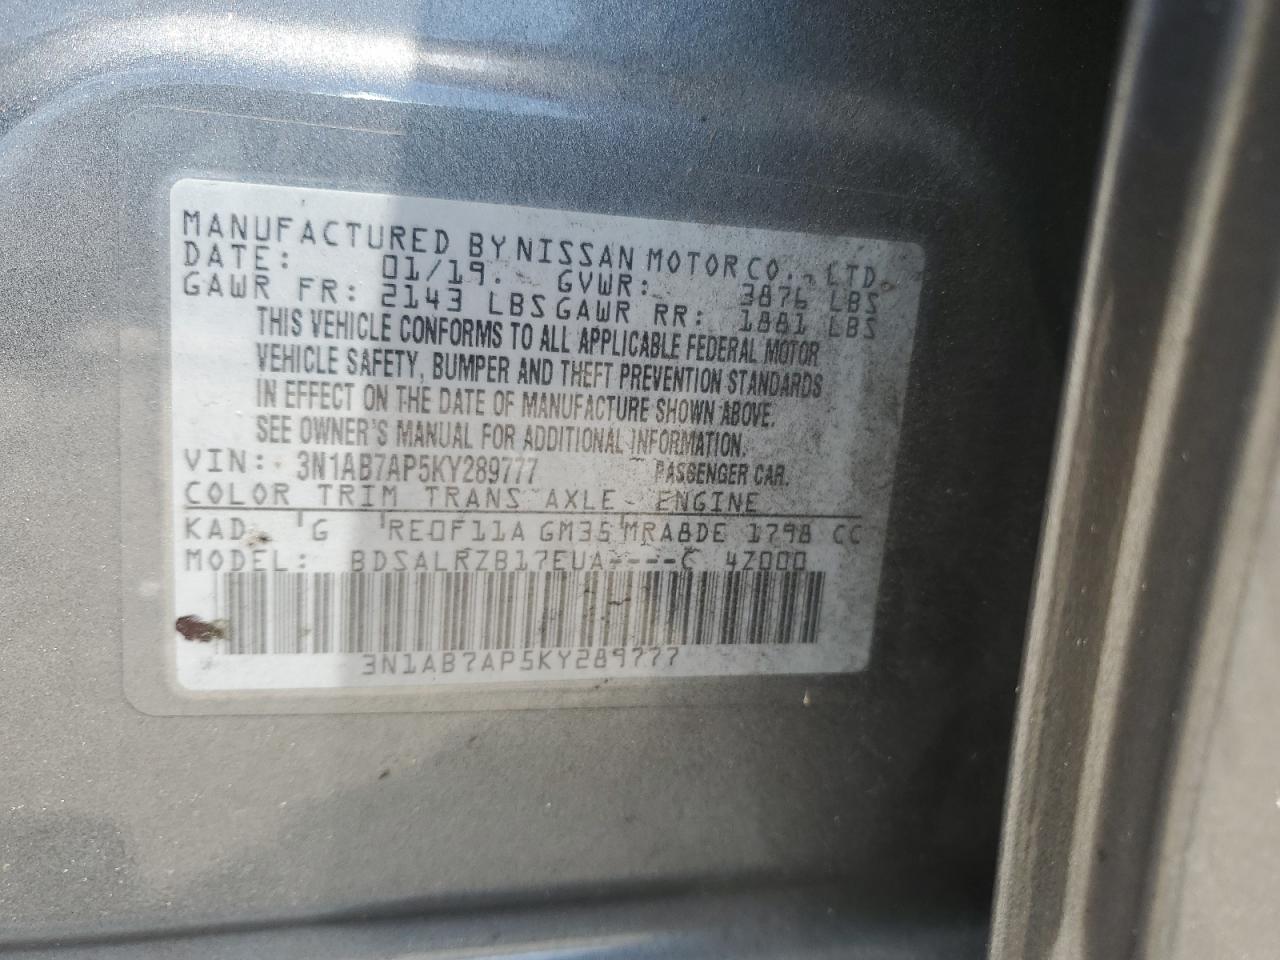 MANUFACTURED BY NISSAN MOTOR CO., LTD.
DATE: 01/19. GVWR: 3876 LBS
GAWR FR: 2143 LBS GAWR RR: 1881 LBS
THIS VEHICLE CONFORMS TO ALL APPLICABLE FEDERAL MOTOR
VEHICLE SAFETY, BUMPER AND THEFT PREVENTION STANDARDS
IN EFFECT ON THE DATE OF MANUFACTURE SHOWN ABOVE.
SEE OWNER'S MANUAL FOR ADDITIONAL INFORMATION.
VIN: 3N1AB7AP5KY289777 PASSENGER CAR.
COLOR TRIM TRANS AXLE ENGINE
KAD G RE0F11A GM35 MRA8DE 1798 CC
MODEL: BDSALRZB17EUA----C 4Z000
3N1AB7AP5KY289777